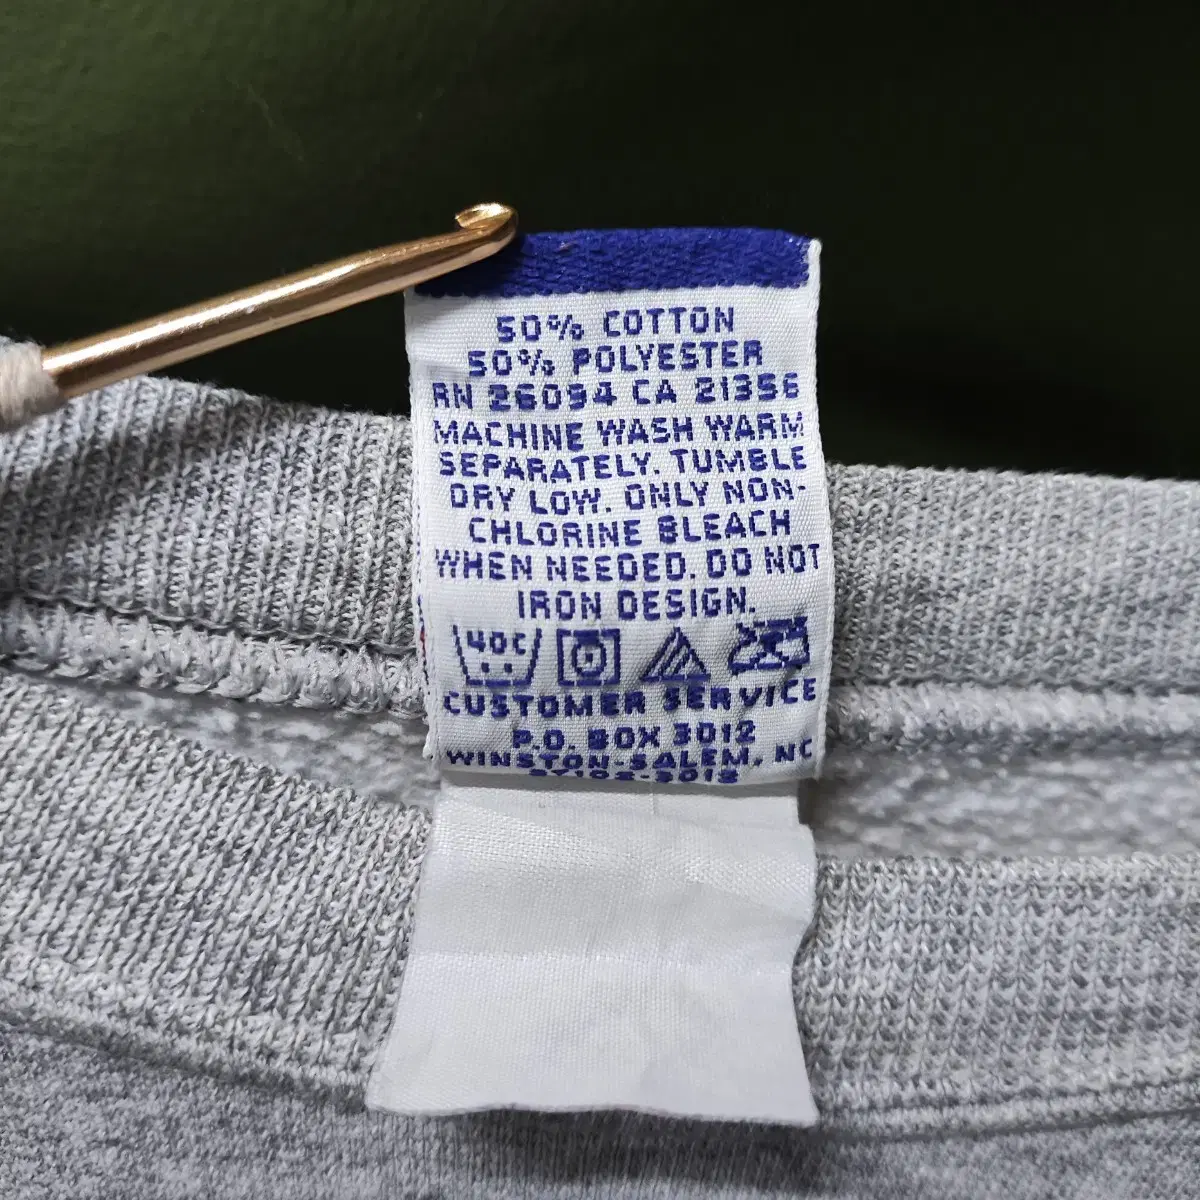 50% COTTON
50% POLYESTER
RN 26094 CA 21356
MACHINE WASH WARM
SEPARATELY. TUMBLE
DRY LOW. ONLY NON-
CHLORINE BLEACH
WHEN NEEDED. DO NOT
IRON DESIGN.
40C
CUSTOMER SERVICE
P.O. BOX 3012
WINSTON-SALEM, NC